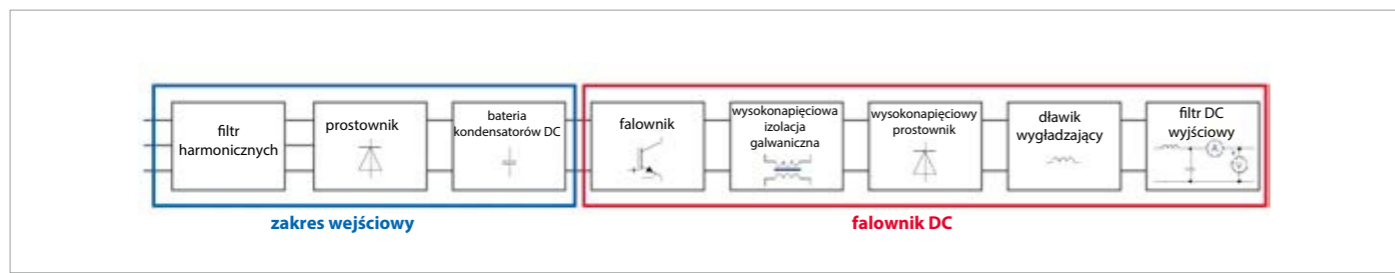 filtr
harmonicznych
prostownik
bateria
kondensatorów DC
falownik
wysokonapięciowa
izolacja
galwaniczna
wysokonapięciowy
prostownik
dławik
wygładzający
filtr DC
wyjściowy
A
V
zakres wejściowy
falownik DC